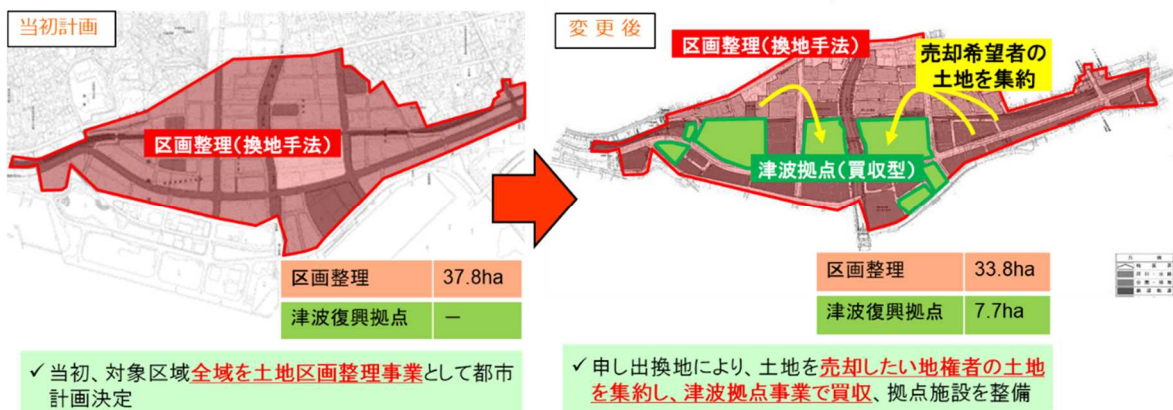 当初計画
区画整理(換地手法)
区画整理 37.8ha
津波復興拠点 －
✓当初、対象区域全域を土地区画整理事業として都市
計画決定
変更後
区画整理(換地手法)
売却希望者の
土地を集約
津波拠点(買収型)
区画整理 33.8ha
津波復興拠点 7.7ha
✓申し出換地により、土地を売却したい地権者の土地
を集約し、津波拠点事業で買収、拠点施設を整備